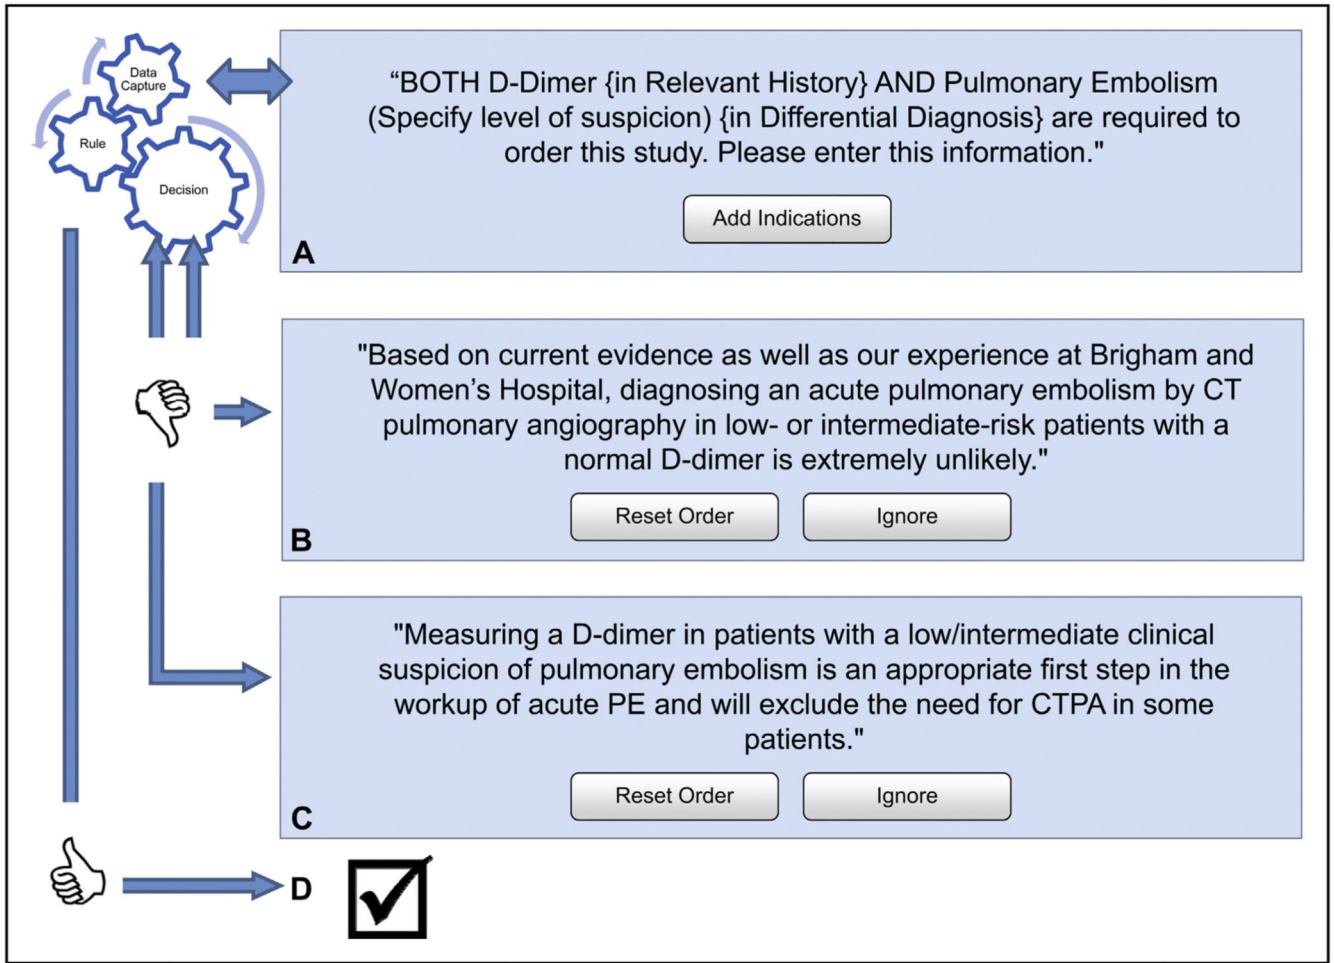 Data
Capture
Rule
Decision
“BOTH D-Dimer {in Relevant History} AND Pulmonary Embolism
(Specify level of suspicion) {in Differential Diagnosis} are required to
order this study. Please enter this information."
Add Indications
A
"Based on current evidence as well as our experience at Brigham and
Women’s Hospital, diagnosing an acute pulmonary embolism by CT
pulmonary angiography in low- or intermediate-risk patients with a
normal D-dimer is extremely unlikely."
Reset Order
Ignore
B
"Measuring a D-dimer in patients with a low/intermediate clinical
suspicion of pulmonary embolism is an appropriate first step in the
workup of acute PE and will exclude the need for CTPA in some
patients."
Reset Order
Ignore
C
D